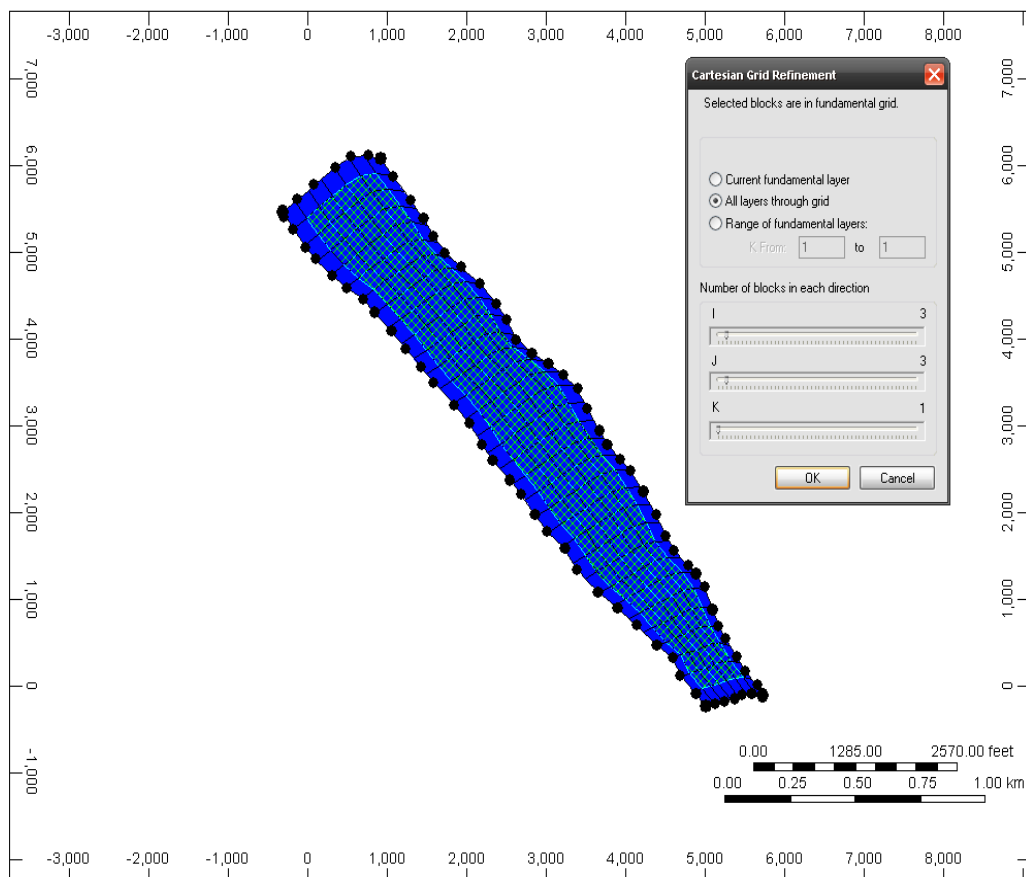 -3,000 -2,000 -1,000 0 1,000 2,000 3,000 4,000 5,000 6,000 7,000 8,000
7,000
6,000
5,000
4,000
3,000
2,000
1,000
0
-1,000
Cartesian Grid Refinement
Selected blocks are in fundamental grid.
Current fundamental layer
All layers through grid
Range of fundamental layers:
K From: 1 to 1
Number of blocks in each direction
I 3
J 3
K 1
OK Cancel
7,000
6,000
5,000
4,000
3,000
2,000
1,000
0
-1,000
0.00 1285.00 2570.00 feet
0.00 0.25 0.50 0.75 1.00 km
-3,000 -2,000 -1,000 0 1,000 2,000 3,000 4,000 5,000 6,000 7,000 8,000